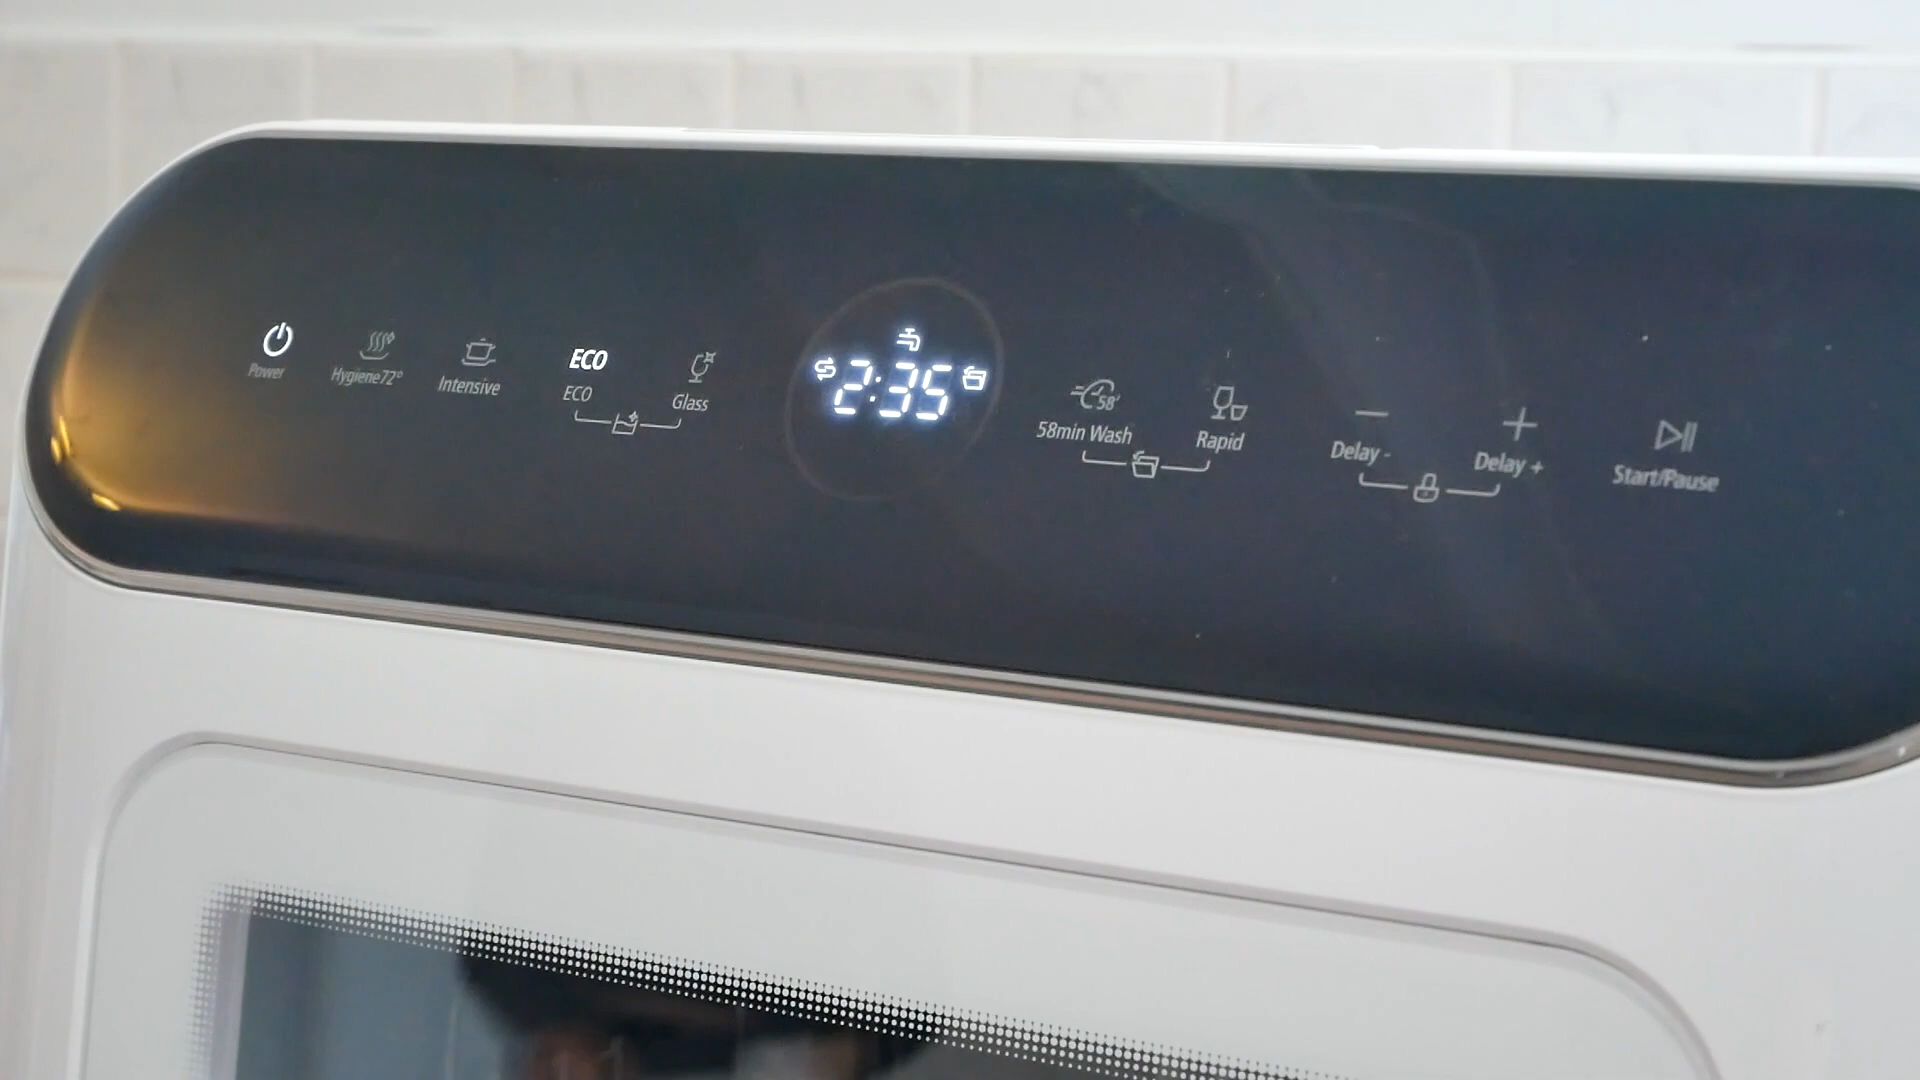 Power
Hygiene72°
Intensive
ECO
ECO
Glass
2:35
58'
58min Wash
Rapid
Delay -
Delay +
Start/Pause